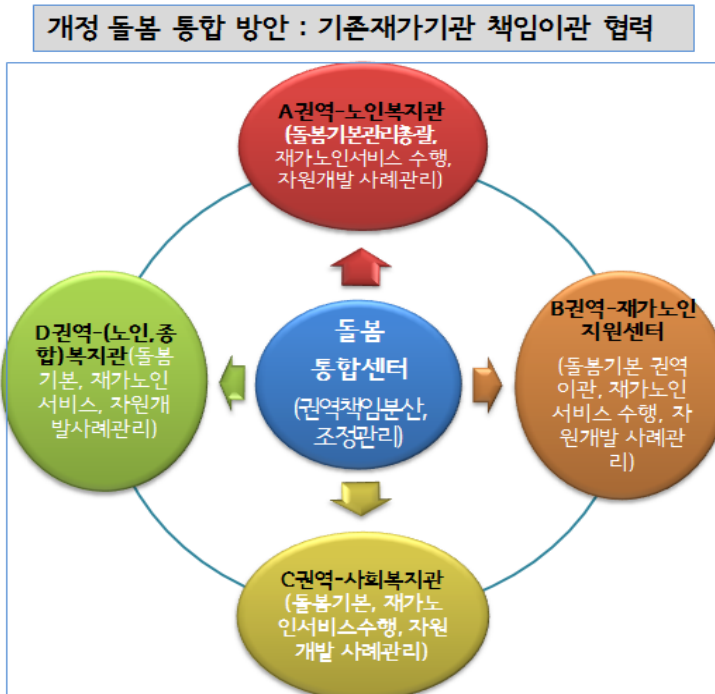 개정 돌봄 통합 방안 : 기존재가기관 책임이관 협력
A권역-노인복지관
(돌봄기본관리총괄,
재가노인서비스 수행,
자원개발 사례관리)
D권역-(노인,종
합)복지관(돌봄
기본, 재가노인
서비스, 자원개
발사례관리)
돌봄
통합센터
(권역책임분산,
조정관리)
B권역-재가노인
지원센터
(돌봄기본 권역
이관, 재가노인
서비스 수행, 자
원개발 사례관
리)
C권역-사회복지관
(돌봄기본, 재가노
인서비스수행, 자원
개발 사례관리)